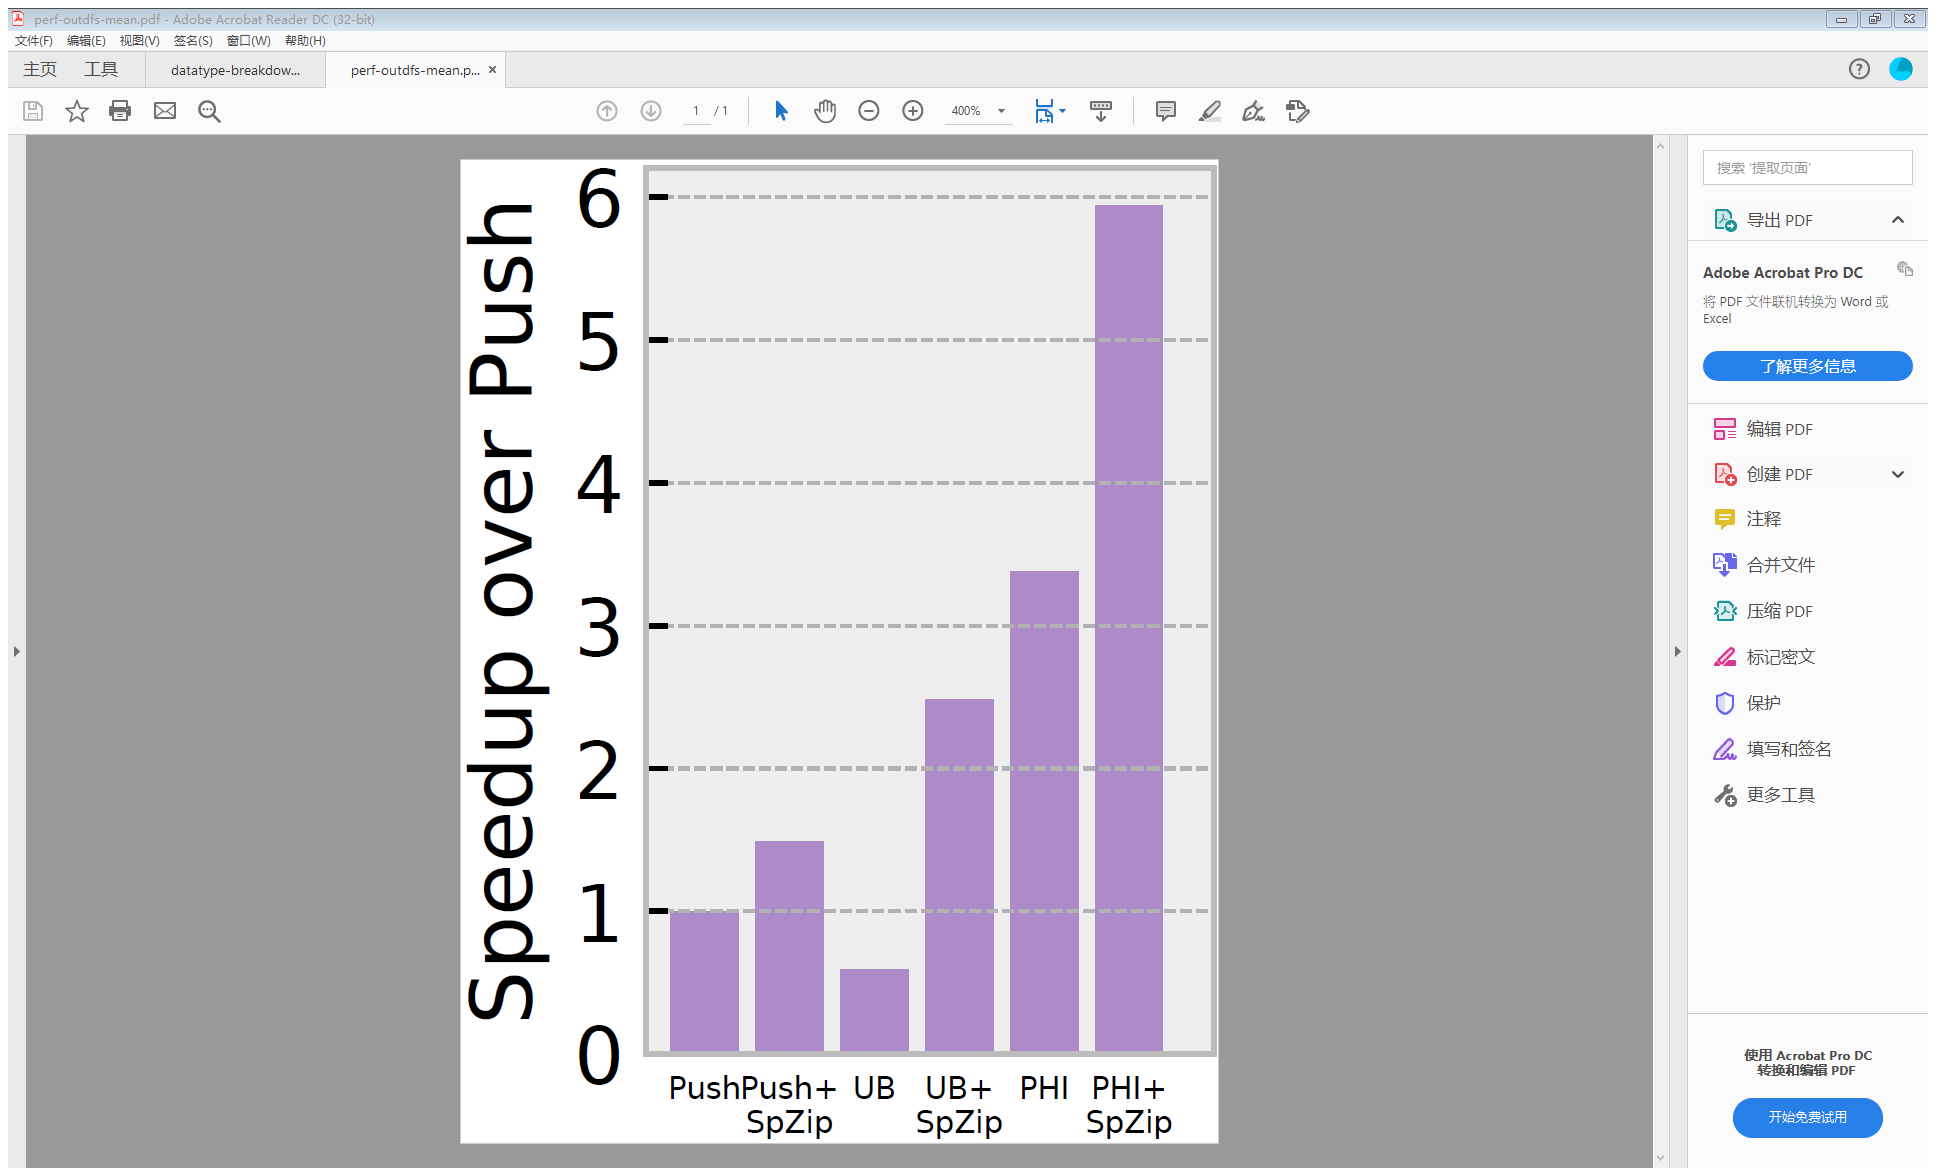 perf-outdfs-mean.pdf - Adobe Acrobat Reader DC (32-bit)
文件(F) 编辑(E) 视图(V) 签名(S) 窗口(W) 帮助(H)
主页 工具 datatype-breakdow... perf-outdfs-mean.p... ×
1 / 1 400%
搜索 '提取页面'
导出 PDF
Adobe Acrobat Pro DC
将 PDF 文件联机转换为 Word 或
Excel
了解更多信息
编辑 PDF
创建 PDF
注释
合并文件
压缩 PDF
标记密文
保护
填写和签名
更多工具
使用 Acrobat Pro DC
转换和编辑 PDF
开始免费试用
Speedup over Push
6
5
4
3
2
1
0
Push Push+ UB UB+ PHI PHI+
SpZip SpZip SpZip